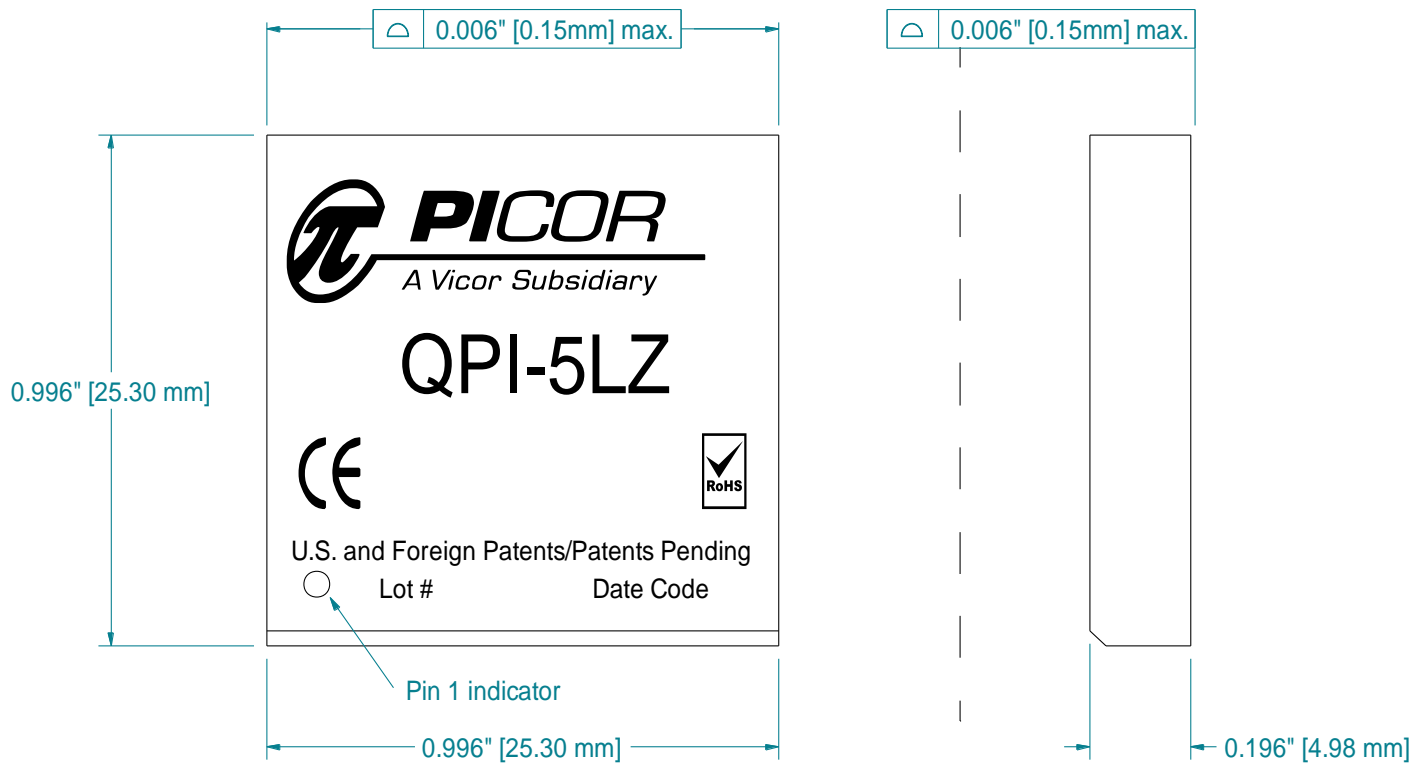 0.006" [0.15mm] max.
0.006" [0.15mm] max.
π PICOR
A Vicor Subsidiary
QPI-5LZ
0.996" [25.30 mm]
CE
RoHS
U.S. and Foreign Patents/Patents Pending
Lot # Date Code
Pin 1 indicator
0.996" [25.30 mm]
0.196" [4.98 mm]